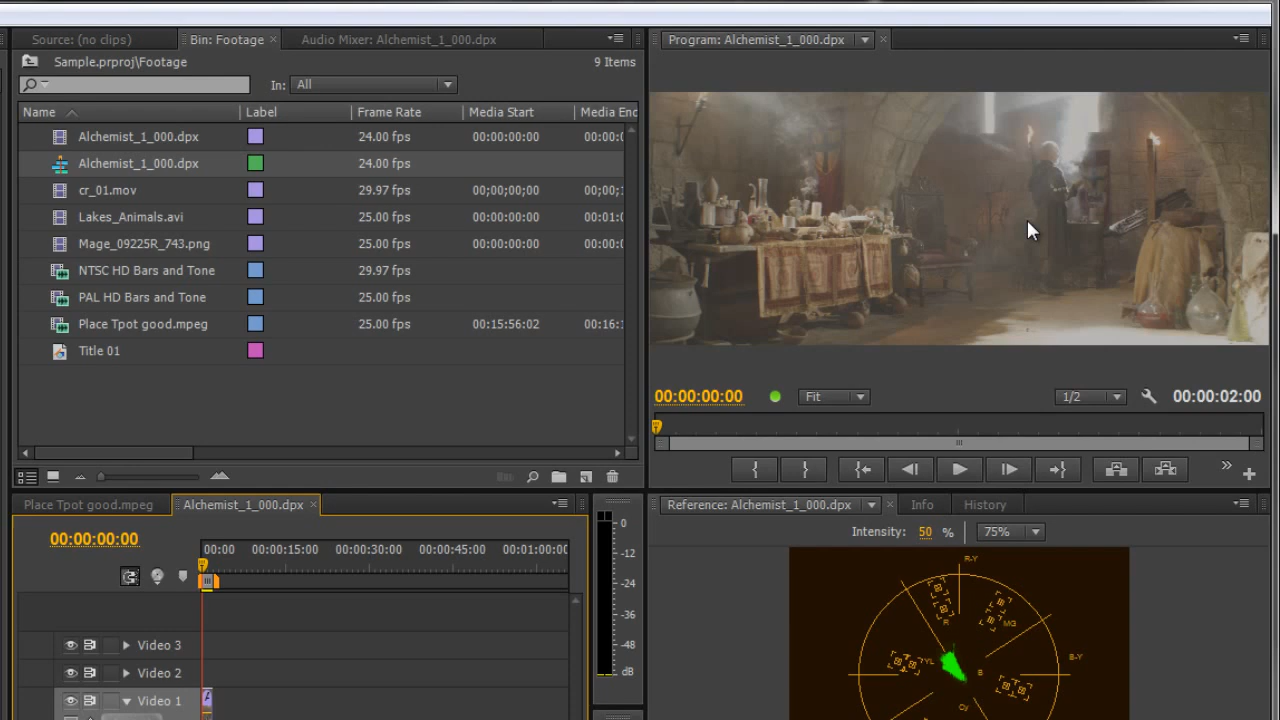 Source: (no clips)
Bin: Footage
Audio Mixer: Alchemist_1_000.dpx
Sample.prproj\Footage
9 Items
In: All
Name Label Frame Rate Media Start Media End
Alchemist_1_000.dpx 24.00 fps 00:00:00:00 00:00:0
Alchemist_1_000.dpx 24.00 fps
cr_01.mov 29.97 fps 00;00;00;00 00;00;1
Lakes_Animals.avi 25.00 fps 00:00:00:00 00:01:0
Mage_09225R_743.png 25.00 fps 00:00:00:00 00:00:0
NTSC HD Bars and Tone 29.97 fps
PAL HD Bars and Tone 25.00 fps
Place Tpot good.mpeg 25.00 fps 00:15:56:02 00:16:1
Title 01
Program: Alchemist_1_000.dpx
00:00:00:00 Fit 1/2 00:00:02:00
Place Tpot good.mpeg
Alchemist_1_000.dpx
00:00:00:00
00:00 00:00:15:00 00:00:30:00 00:00:45:00 00:01:00:00
Video 3
Video 2
Video 1
0
-12
-24
-36
-48
dB
Reference: Alchemist_1_000.dpx
Info
History
Intensity: 50 % 75%
R-Y
R
MG
B-Y
YL
B
Cy